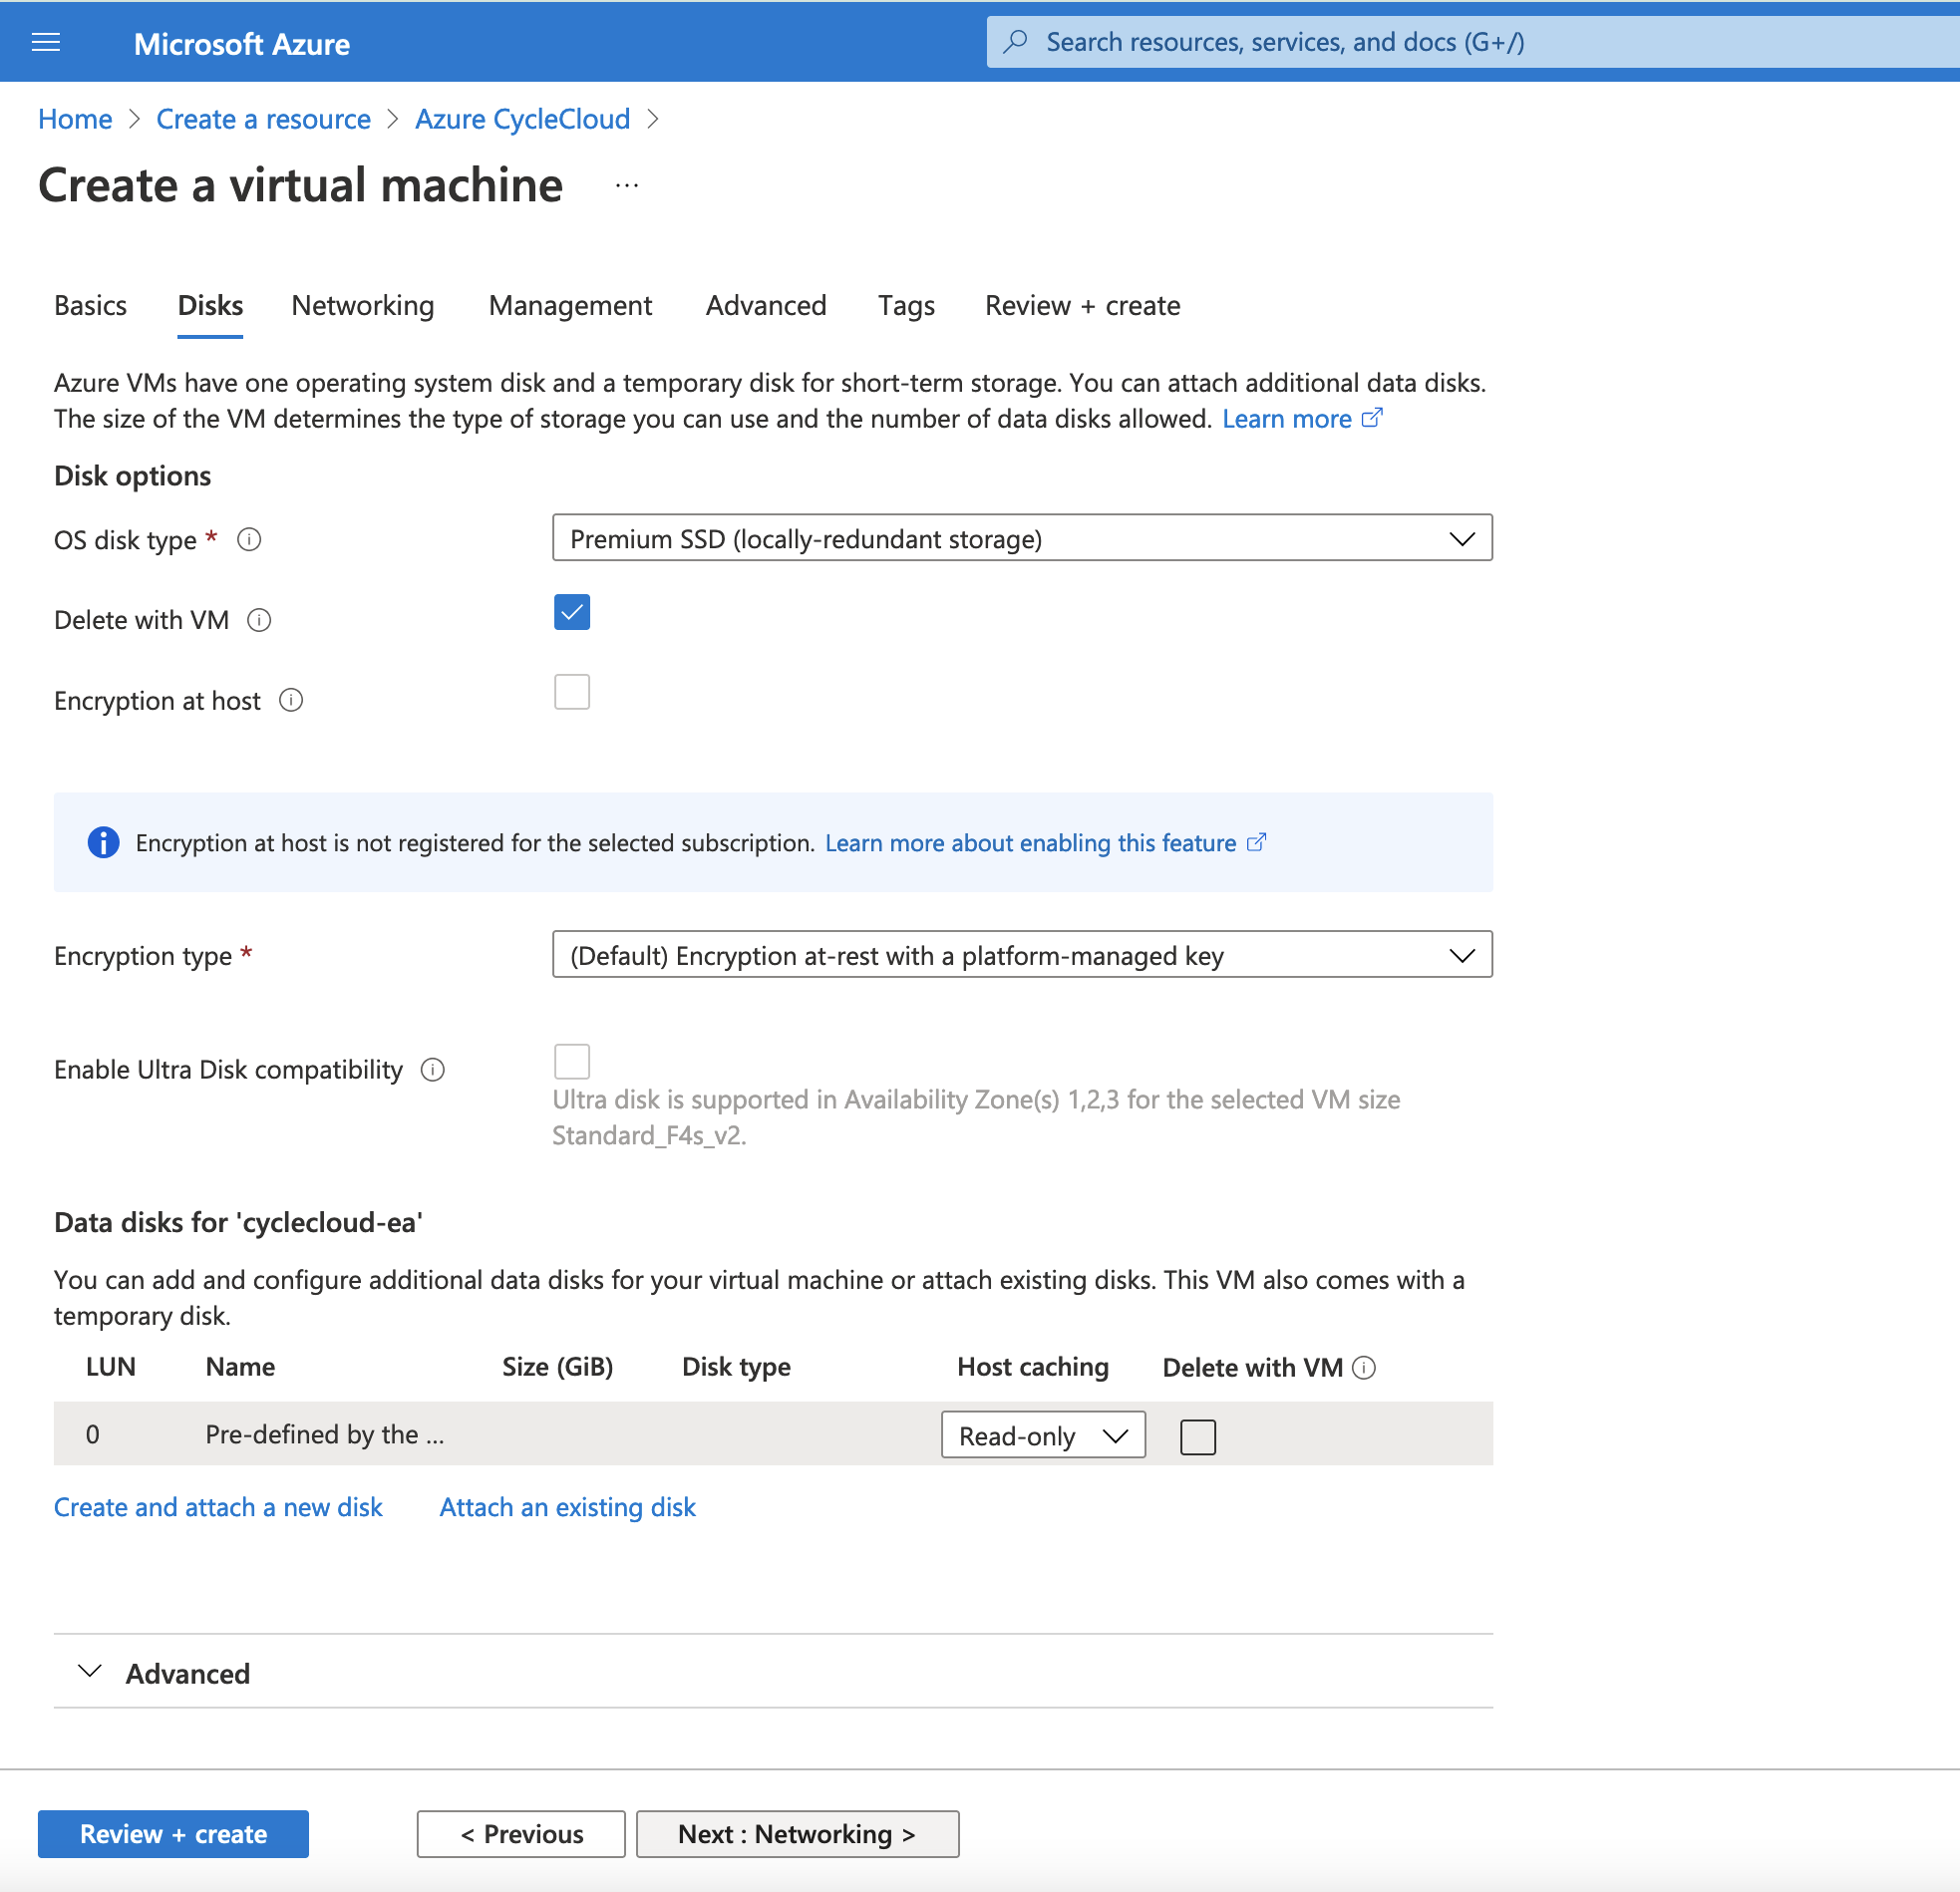 Microsoft Azure
Search resources, services, and docs (G+/)
Home > Create a resource > Azure CycleCloud >
Create a virtual machine ...
Basics Disks Networking Management Advanced Tags Review + create
Azure VMs have one operating system disk and a temporary disk for short-term storage. You can attach additional data disks.
The size of the VM determines the type of storage you can use and the number of data disks allowed. Learn more
Disk options
OS disk type * Premium SSD (locally-redundant storage)
Delete with VM
Encryption at host
Encryption at host is not registered for the selected subscription. Learn more about enabling this feature
Encryption type * (Default) Encryption at-rest with a platform-managed key
Enable Ultra Disk compatibility
Ultra disk is supported in Availability Zone(s) 1,2,3 for the selected VM size
Standard_F4s_v2.
Data disks for 'cyclecloud-ea'
You can add and configure additional data disks for your virtual machine or attach existing disks. This VM also comes with a
temporary disk.
LUN Name Size (GiB) Disk type Host caching Delete with VM
0 Pre-defined by the ... Read-only
Create and attach a new disk Attach an existing disk
Advanced
Review + create < Previous Next : Networking >